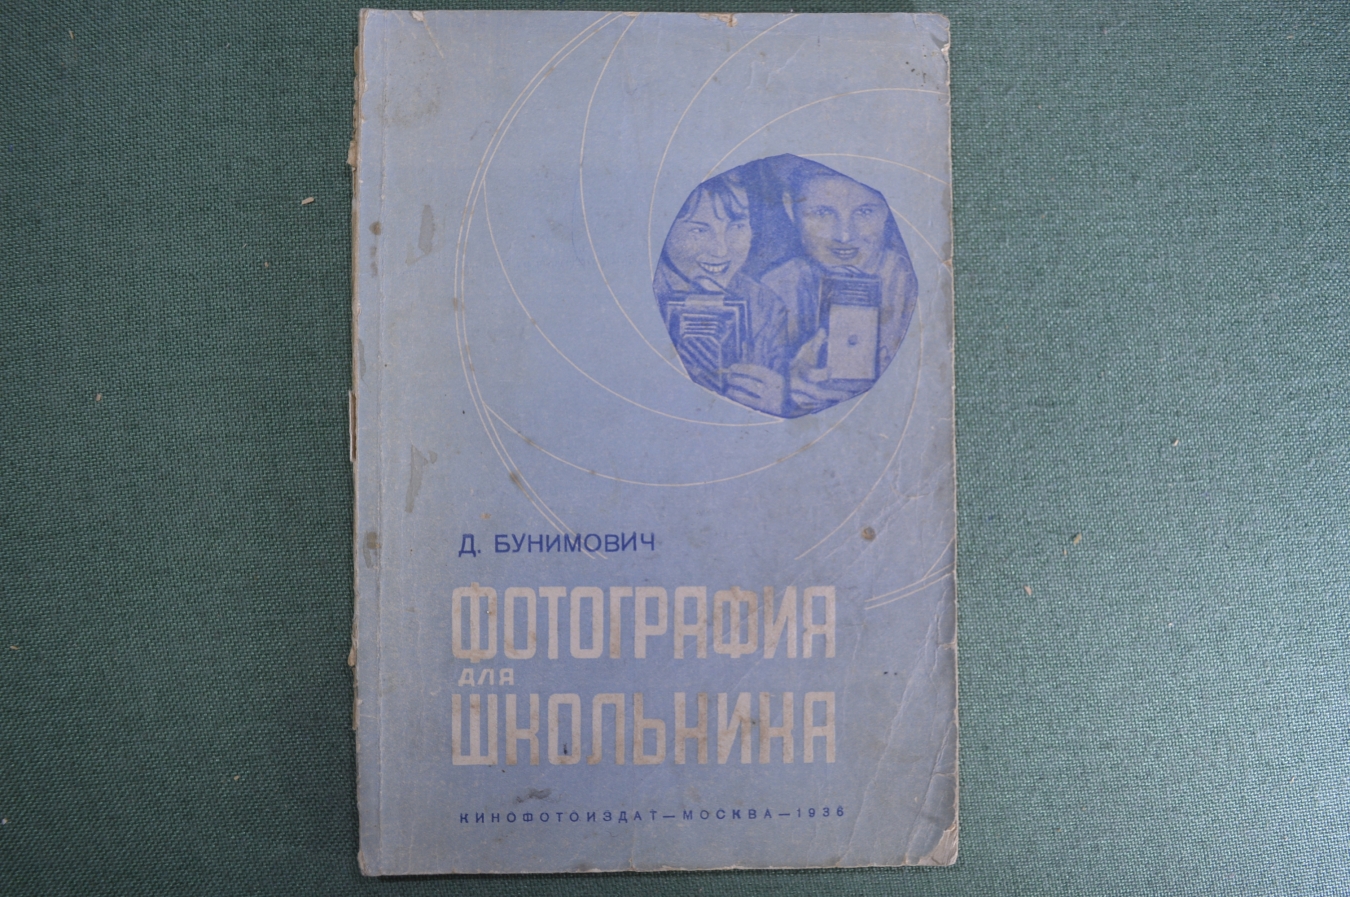 Д. БУНИМОВИЧ
ФОТОГРАФИЯ
ДЛЯ
ШКОЛЬНИКА
КИНОФОТОИЗДАТ—МОСКВА—1936